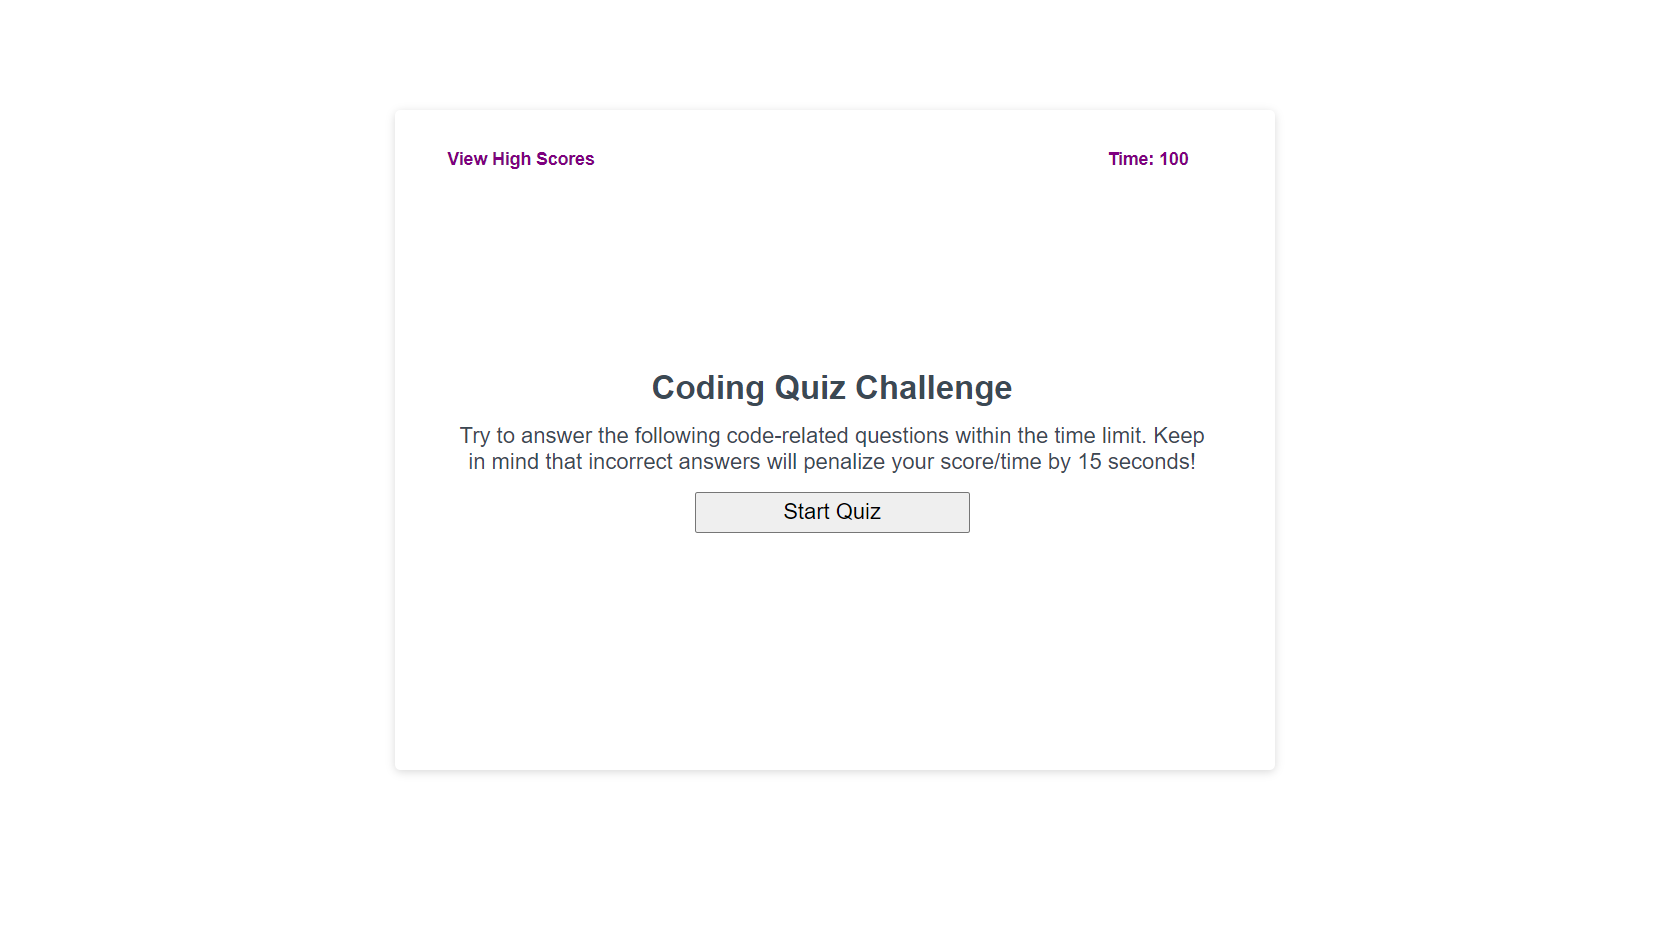 View High Scores
Time: 100
Coding Quiz Challenge
Try to answer the following code-related questions within the time limit. Keep
in mind that incorrect answers will penalize your score/time by 15 seconds!
Start Quiz